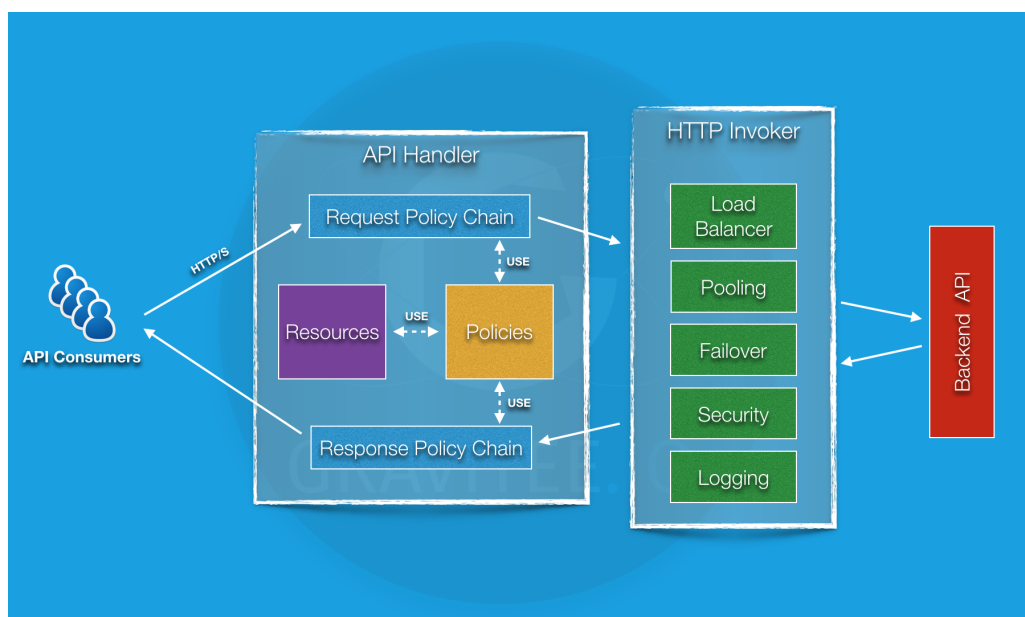 API Handler
HTTP Invoker
Request Policy Chain
Load
Balancer
HTTP/S
USE
Pooling
Resources
USE
Policies
Failover
Backend API
API Consumers
USE
Security
Response Policy Chain
GRAVITEE.
Logging